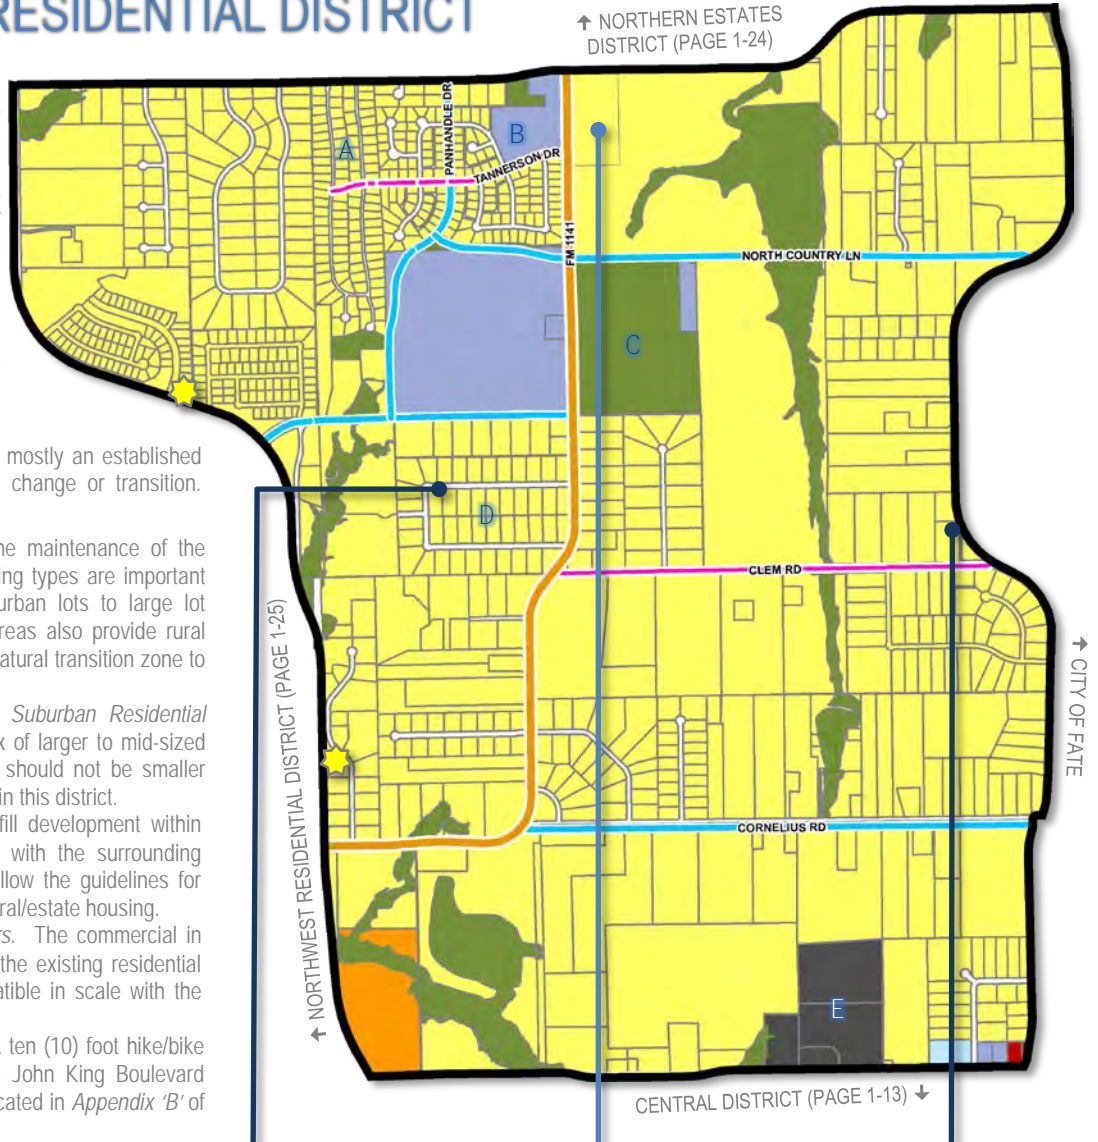 RESIDENTIAL DISTRICT
↑ NORTHERN ESTATES
DISTRICT (PAGE 1-24)
PANHANDLE DR
A
B
TANNERSON DR
FM 1141
NORTH COUNTRY LN
C
mostly an established
change or transition.
D
he maintenance of the
ing types are important
urban lots to large lot
reas also provide rural
atural transition zone to
CLEM RD
← NORTHWEST RESIDENTIAL DISTRICT (PAGE 1-25)
↑ CITY OF FATE
Suburban Residential
x of larger to mid-sized
should not be smaller
in this district.
fill development within
with the surrounding
llow the guidelines for
ral/estate housing.
CORNELIUS RD
rs. The commercial in
the existing residential
atible in scale with the
E
ten (10) foot hike/bike
John King Boulevard
cated in Appendix ‘B’ of
CENTRAL DISTRICT (PAGE 1-13) ↓